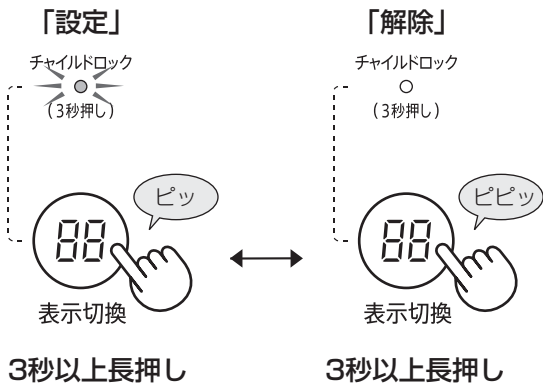 「設定」
チャイルドロック
(3秒押し)
ピッ
88
表示切換
3秒以上長押し
「解除」
チャイルドロック
(3秒押し)
ピピッ
88
表示切換
3秒以上長押し